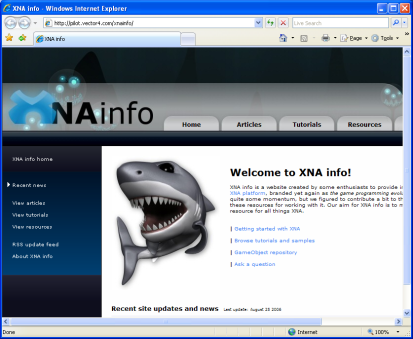 XNA info - Windows Internet Explorer
http://pilot.vector4.com/xnainfo/
Live Search
XNA info
Page
Tools
XNAinfo
Home
Articles
Tutorials
Resources
XNA info home
Recent news
View articles
View tutorials
View resources
RSS update feed
About XNA info
Welcome to XNA info!
XNA info is a website created by some enthusiasts to provide
XNA platform, branded yet again as the game programming
quite some momentum, but we figured to contribute a bit to
these resources for working with it. Our aim for XNA info is to
resource for all things XNA.
| Getting started with XNA
| Browse tutorials and samples
| GameObject repository
| Ask a question
Recent site updates and news
Last update: August 23 2006
Done
Internet
100%